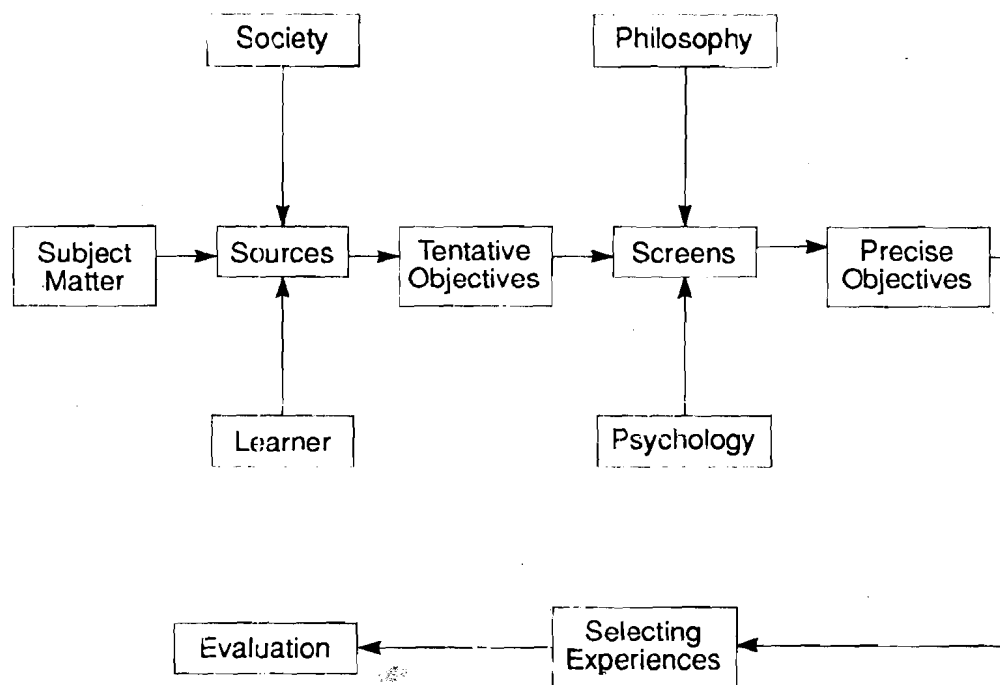 Society
Philosophy
Subject
Matter
Sources
Tentative
Objectives
Screens
Precise
Objectives
Learner
Psychology
Evaluation
Selecting
Experiences